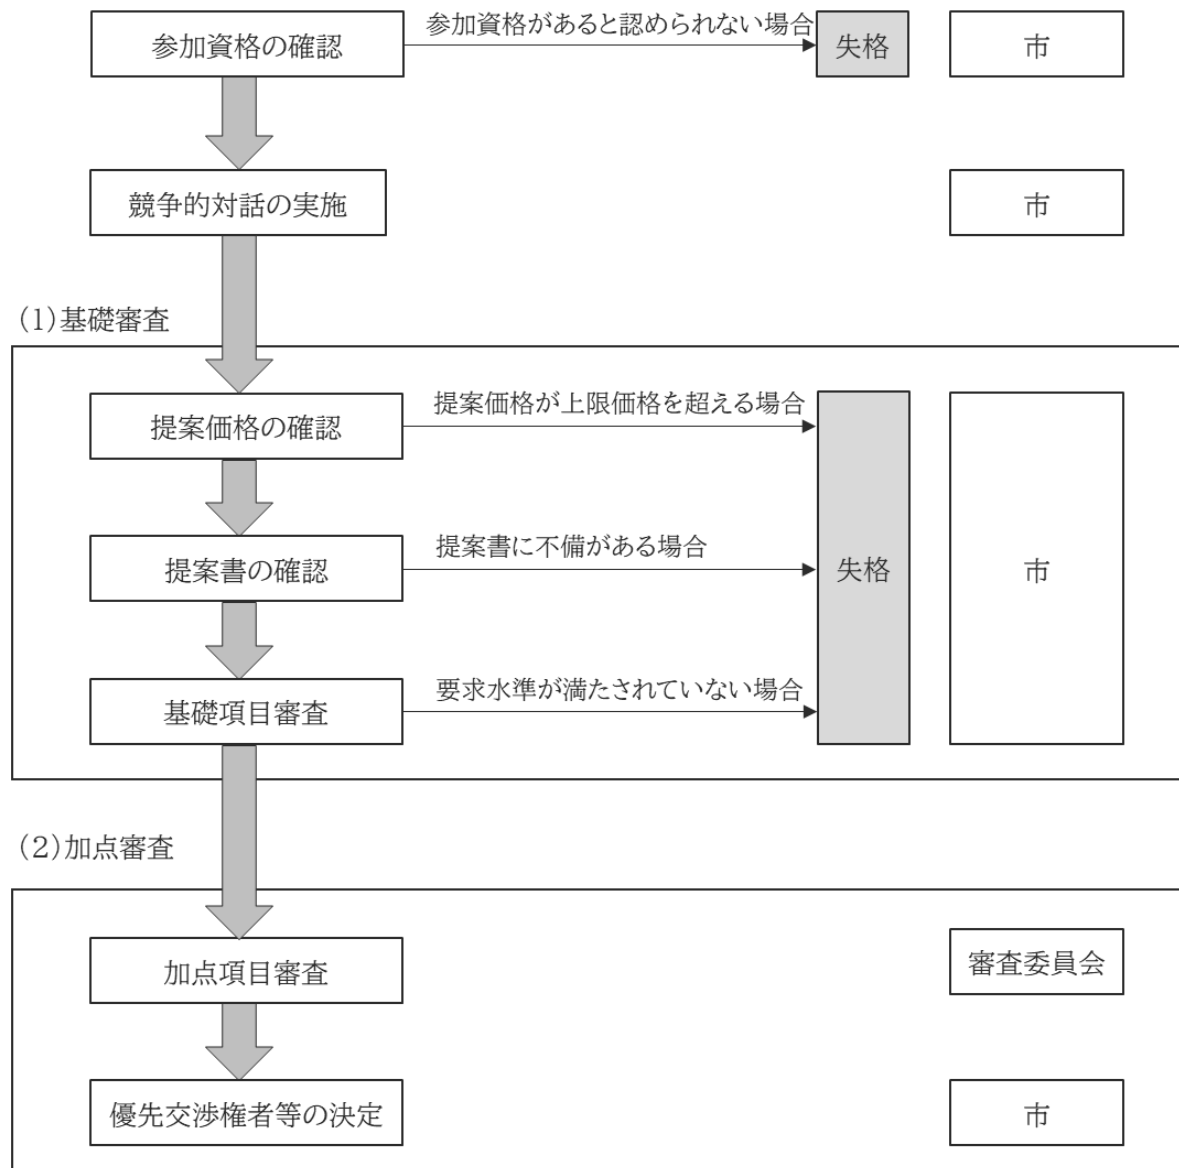 参加資格の確認
参加資格があると認められない場合
失格
市
競争的対話の実施
市
(1)基礎審査
提案価格の確認
提案価格が上限価格を超える場合
提案書の確認
提案書に不備がある場合
失格
市
基礎項目審査
要求水準が満たされていない場合
(2)加点審査
加点項目審査
審査委員会
優先交渉権者等の決定
市